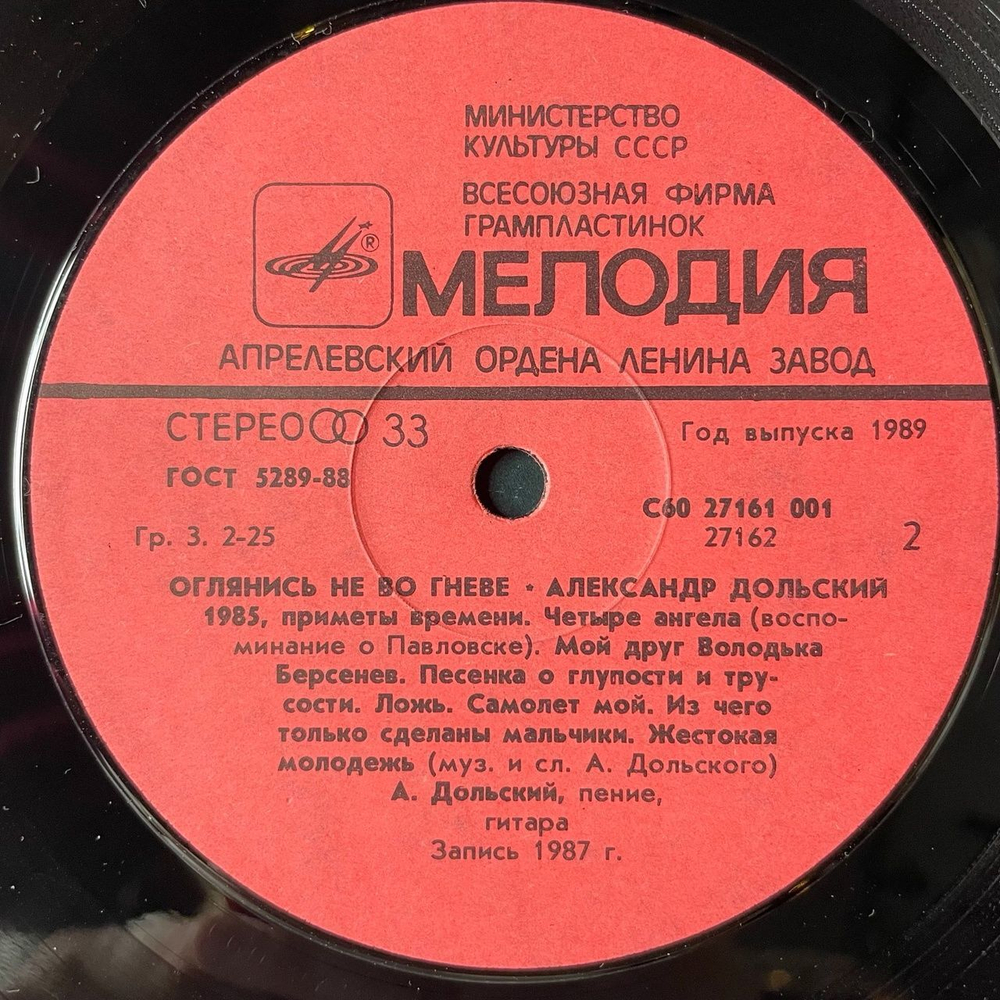 МИНИСТЕРСТВО
КУЛЬТУРЫ СССР
ВСЕСОЮЗНАЯ ФИРМА
ГРАМПЛАСТИНОК
®
МЕЛОДИЯ
АПРЕЛЕВСКИЙ ОРДЕНА ЛЕНИНА ЗАВОД
СТЕРЕО 33
Год выпуска 1989
ГОСТ 5289-88
С60 27161 001
Гр. 3. 2-25
27162
2
ОГЛЯНИСЬ НЕ ВО ГНЕВЕ • АЛЕКСАНДР ДОЛЬСКИЙ
1985, приметы времени. Четыре ангела (воспо-
минание о Павловске). Мой друг Володька
Берсенев. Песенка о глупости и тру-
сости. Ложь. Самолет мой. Из чего
только сделаны мальчики. Жестокая
молодежь (муз. и сл. А. Дольского)
А. Дольский, пение,
гитара
Запись 1987 г.